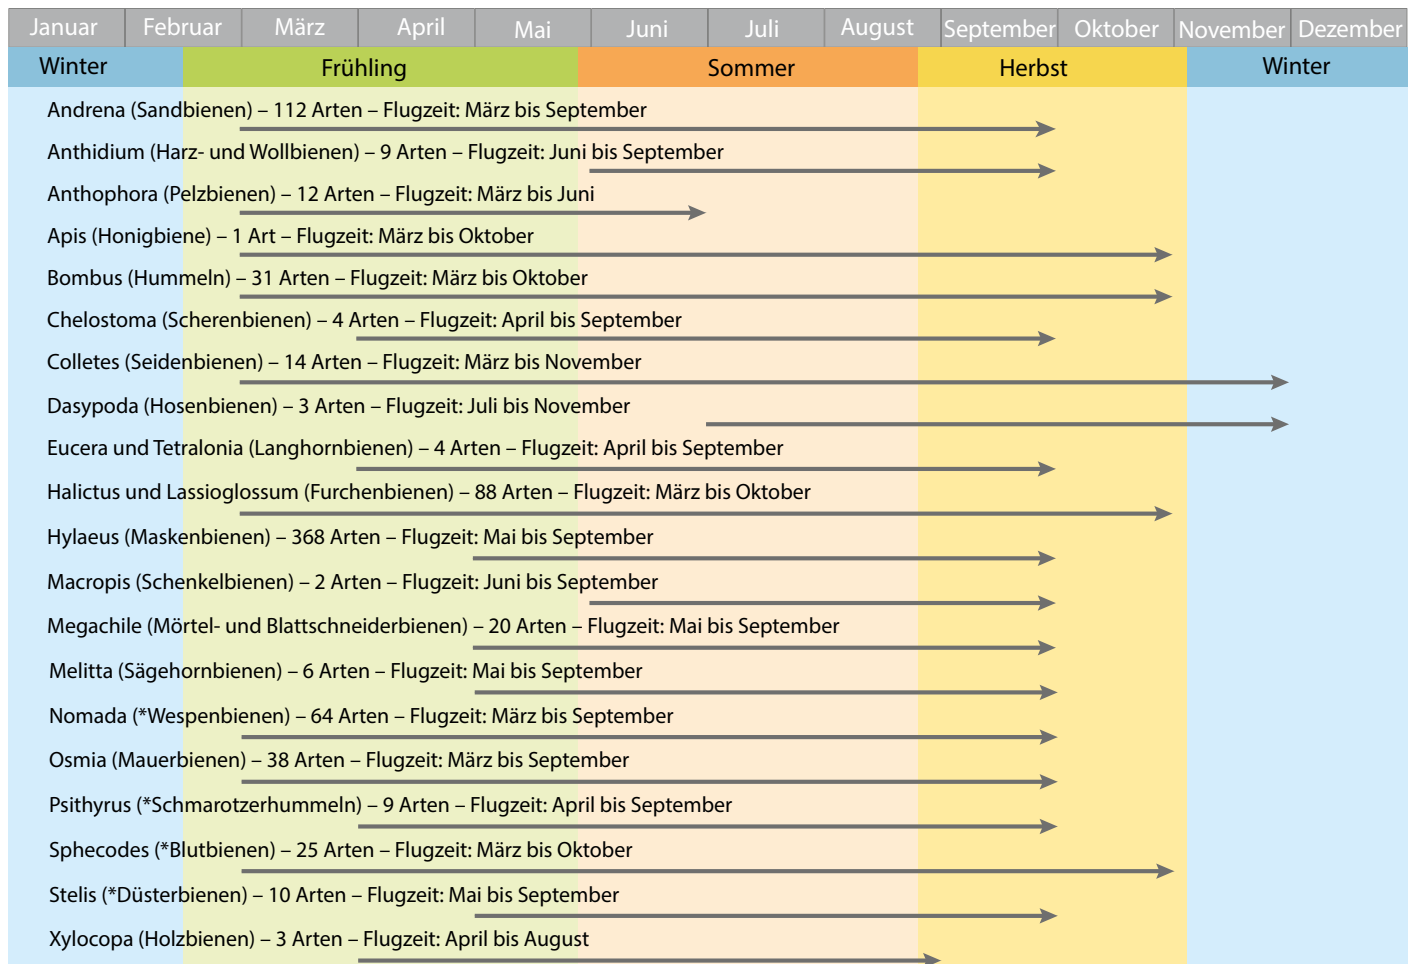 Januar Februar März April Mai Juni Juli August September Oktober November Dezember
Winter Frühling Sommer Herbst Winter
Andrena (Sandbienen) – 112 Arten – Flugzeit: März bis September
Anthidium (Harz- und Wollbienen) – 9 Arten – Flugzeit: Juni bis September
Anthophora (Pelzbienen) – 12 Arten – Flugzeit: März bis Juni
Apis (Honigbiene) – 1 Art – Flugzeit: März bis Oktober
Bombus (Hummeln) – 31 Arten – Flugzeit: März bis Oktober
Chelostoma (Scherenbienen) – 4 Arten – Flugzeit: April bis September
Colletes (Seidenbienen) – 14 Arten – Flugzeit: März bis November
Dasypoda (Hosenbienen) – 3 Arten – Flugzeit: Juli bis November
Eucera und Tetralonia (Langhornbienen) – 4 Arten – Flugzeit: April bis September
Halictus und Lassioglossum (Furchenbienen) – 88 Arten – Flugzeit: März bis Oktober
Hylaeus (Maskenbienen) – 368 Arten – Flugzeit: Mai bis September
Macropis (Schenkelbienen) – 2 Arten – Flugzeit: Juni bis September
Megachile (Mörtel- und Blattschneiderbienen) – 20 Arten – Flugzeit: Mai bis September
Melitta (Sägehornbienen) – 6 Arten – Flugzeit: Mai bis September
Nomada (*Wespenbienen) – 64 Arten – Flugzeit: März bis September
Osmia (Mauerbienen) – 38 Arten – Flugzeit: März bis September
Psithyrus (*Schmarotzerhummeln) – 9 Arten – Flugzeit: April bis September
Sphecodes (*Blutbienen) – 25 Arten – Flugzeit: März bis Oktober
Stelis (*Düsterbienen) – 10 Arten – Flugzeit: Mai bis September
Xylocopa (Holzbienen) – 3 Arten – Flugzeit: April bis August